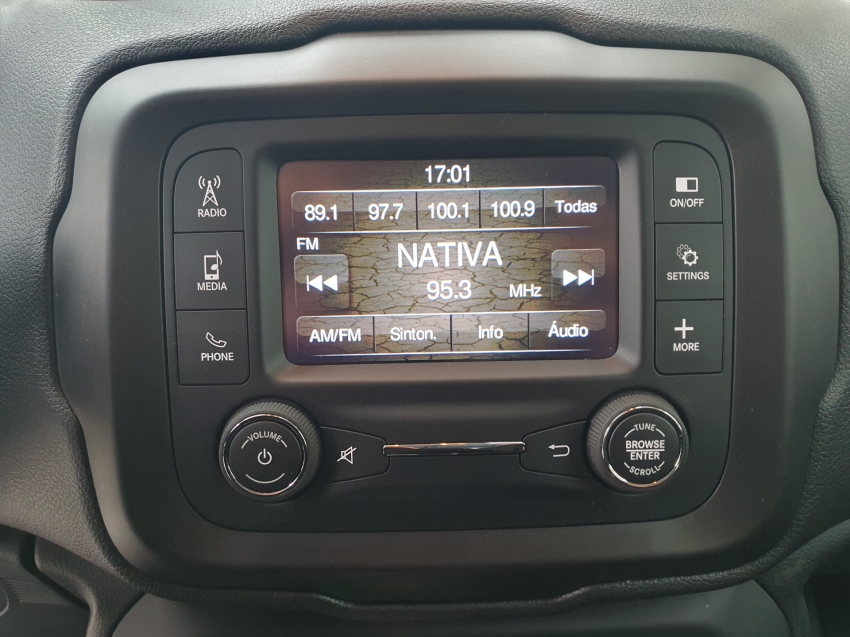 17:01
89.1 97.7 100.1 100.9 Todas
FM
NATIVA
95.3 MHz
AM/FM Sinton. Info Áudio
RADIO
MEDIA
PHONE
ON/OFF
SETTINGS
MORE
VOLUME
TUNE
BROWSE
ENTER
SCROLL